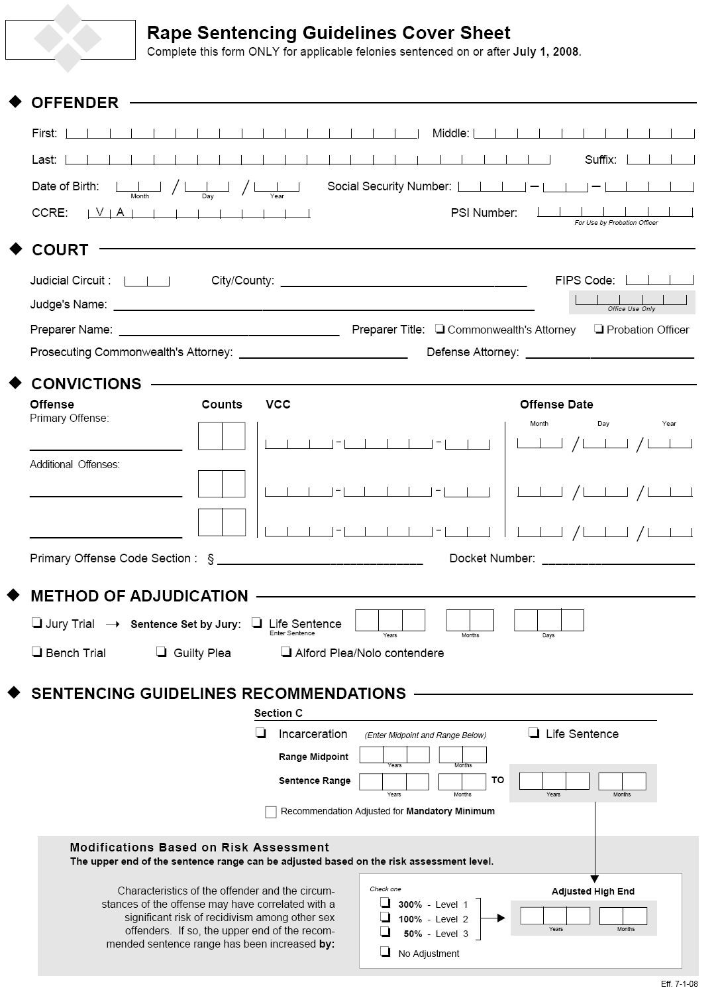 Rape Sentencing Guidelines Cover Sheet
Complete this form ONLY for applicable felonies sentenced on or after July 1, 2008.
OFFENDER
First: Middle:
Last: Suffix:
Date of Birth: / / Social Security Number: – –
Month Day Year
CCRE: V A PSI Number:
For Use by Probation Officer
COURT
Judicial Circuit : City/County: FIPS Code:
Judge's Name:
Office Use Only
Preparer Name: Preparer Title: ❏ Commonwealth's Attorney ❏ Probation Officer
Prosecuting Commonwealth's Attorney: Defense Attorney:
CONVICTIONS
Offense Counts VCC Offense Date
Primary Offense:
Month Day Year
- - / /
Additional Offenses:
- - / /
- - / /
Primary Offense Code Section : § Docket Number:
METHOD OF ADJUDICATION
❏ Jury Trial → Sentence Set by Jury: ❏ Life Sentence
Enter Sentence Years Months Days
❏ Bench Trial ❏ Guilty Plea ❏ Alford Plea/Nolo contendere
SENTENCING GUIDELINES RECOMMENDATIONS
Section C
❏ Incarceration (Enter Midpoint and Range Below) ❏ Life Sentence
Range Midpoint
Years Months
Sentence Range TO
Years Months Years Months
Recommendation Adjusted for Mandatory Minimum
Modifications Based on Risk Assessment
The upper end of the sentence range can be adjusted based on the risk assessment level.
Characteristics of the offender and the circum-
stances of the offense may have correlated with a
significant risk of recidivism among other sex
offenders. If so, the upper end of the recom-
mended sentence range has been increased by:
Check one
❏ 300% - Level 1
❏ 100% - Level 2
❏ 50% - Level 3
❏ No Adjustment
Adjusted High End
Years Months
Eff. 7-1-08